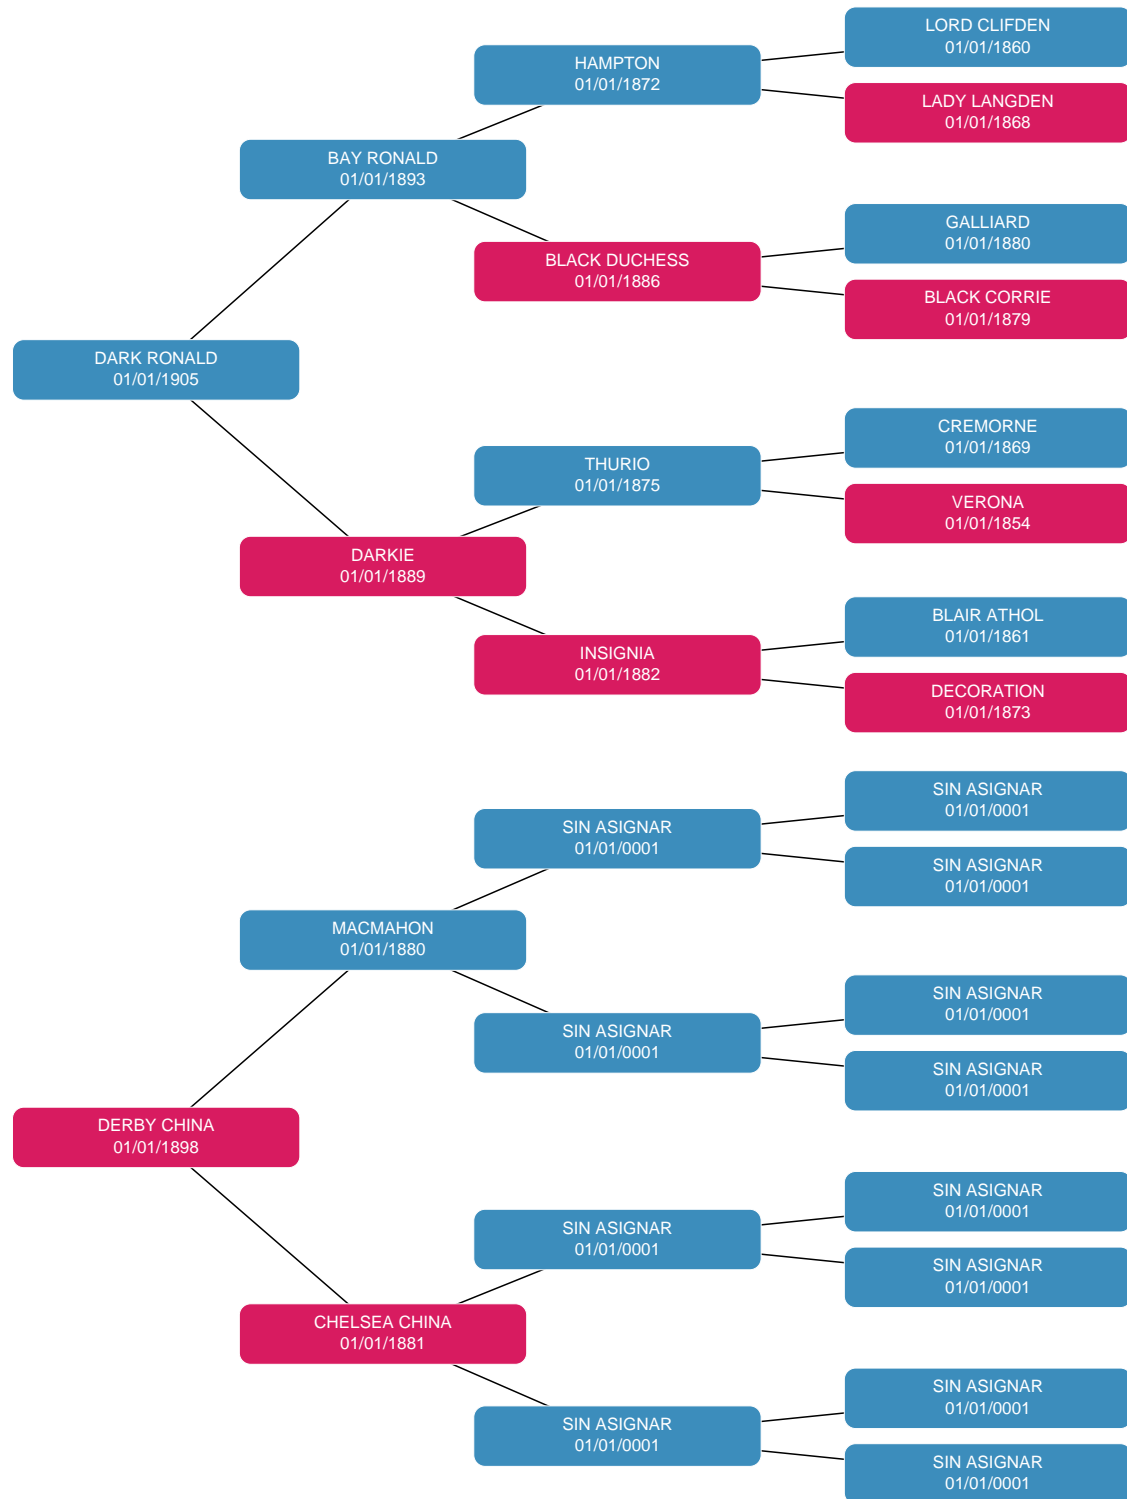 LORD CLIFDEN
01/01/1860
HAMPTON
01/01/1872
LADY LANGDEN
01/01/1868
BAY RONALD
01/01/1893
GALLIARD
01/01/1880
BLACK DUCHESS
01/01/1886
BLACK CORRIE
01/01/1879
DARK RONALD
01/01/1905
CREMORNE
01/01/1869
THURIO
01/01/1875
VERONA
01/01/1854
DARKIE
01/01/1889
BLAIR ATHOL
01/01/1861
INSIGNIA
01/01/1882
DECORATION
01/01/1873
SIN ASIGNAR
01/01/0001
SIN ASIGNAR
01/01/0001
SIN ASIGNAR
01/01/0001
MACMAHON
01/01/1880
SIN ASIGNAR
01/01/0001
SIN ASIGNAR
01/01/0001
SIN ASIGNAR
01/01/0001
DERBY CHINA
01/01/1898
SIN ASIGNAR
01/01/0001
SIN ASIGNAR
01/01/0001
SIN ASIGNAR
01/01/0001
CHELSEA CHINA
01/01/1881
SIN ASIGNAR
01/01/0001
SIN ASIGNAR
01/01/0001
SIN ASIGNAR
01/01/0001